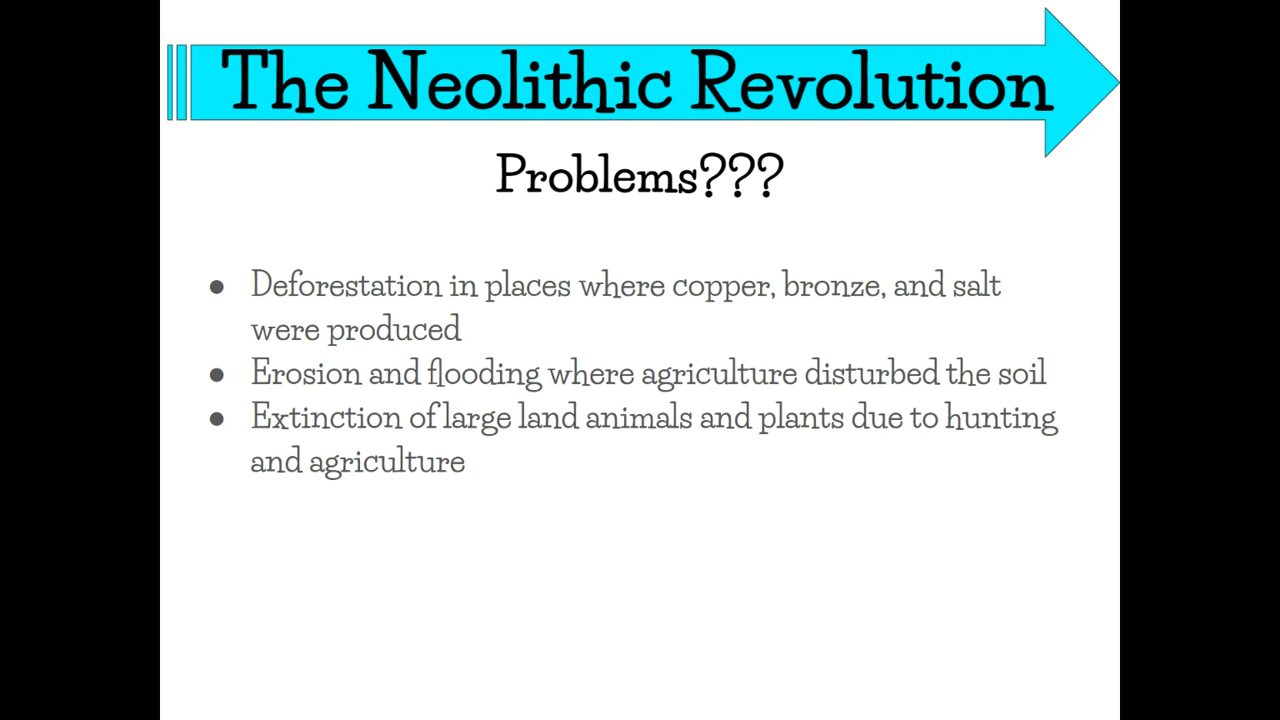 The Neolithic Revolution
Problems???
● Deforestation in places where copper, bronze, and salt
were produced
● Erosion and flooding where agriculture disturbed the soil
● Extinction of large land animals and plants due to hunting
and agriculture